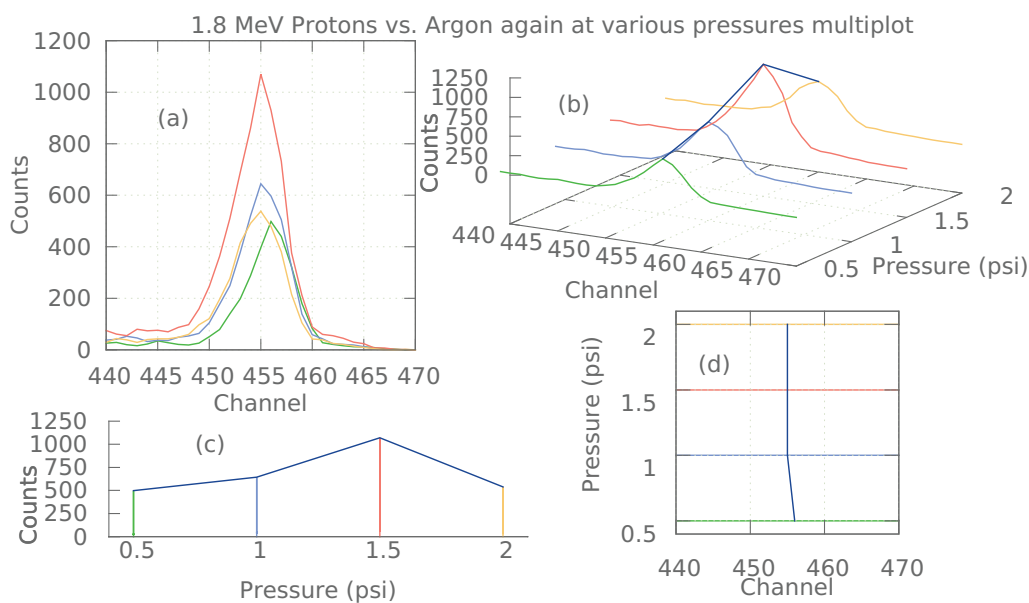 1.8 MeV Protons vs. Argon again at various pressures multiplot
1200
1000
800
600
400
200
0
Counts
(a)
440 445 450 455 460 465 470
Channel
1250
1000
750
500
250
0
Counts
(b)
440 445 450 455 460 465 470
Channel
0.5 1 1.5 2
Pressure (psi)
1250
1000
750
500
250
0
Counts
(c)
0.5 1 1.5 2
Pressure (psi)
2
1.5
1
0.5
Pressure (psi)
(d)
440 450 460 470
Channel